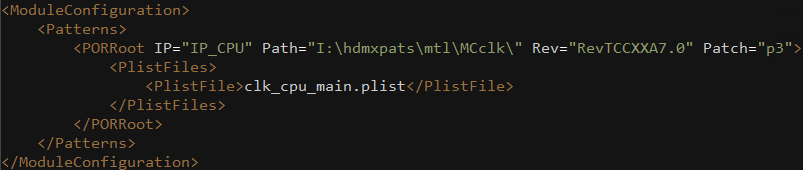 <ModuleConfiguration>
    <Patterns>
        <PORRoot IP="IP_CPU" Path="I:\hdmxpats\mtl\MCclk\" Rev="RevTCCXXA7.0" Patch="p3">
            <PlistFiles>
                <PlistFile>clk_cpu_main.plist</PlistFile>
            </PlistFiles>
        </PORRoot>
    </Patterns>
</ModuleConfiguration>